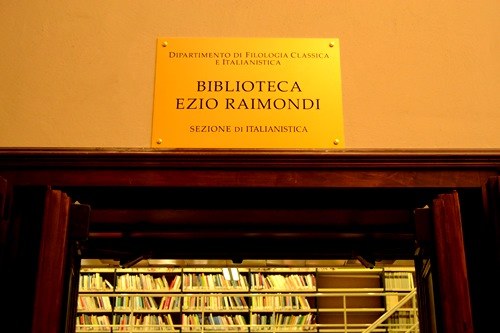 DIPARTIMENTO DI FILOLOGIA CLASSICA
E ITALIANISTICA
BIBLIOTECA
EZIO RAIMONDI
SEZIONE DI ITALIANISTICA